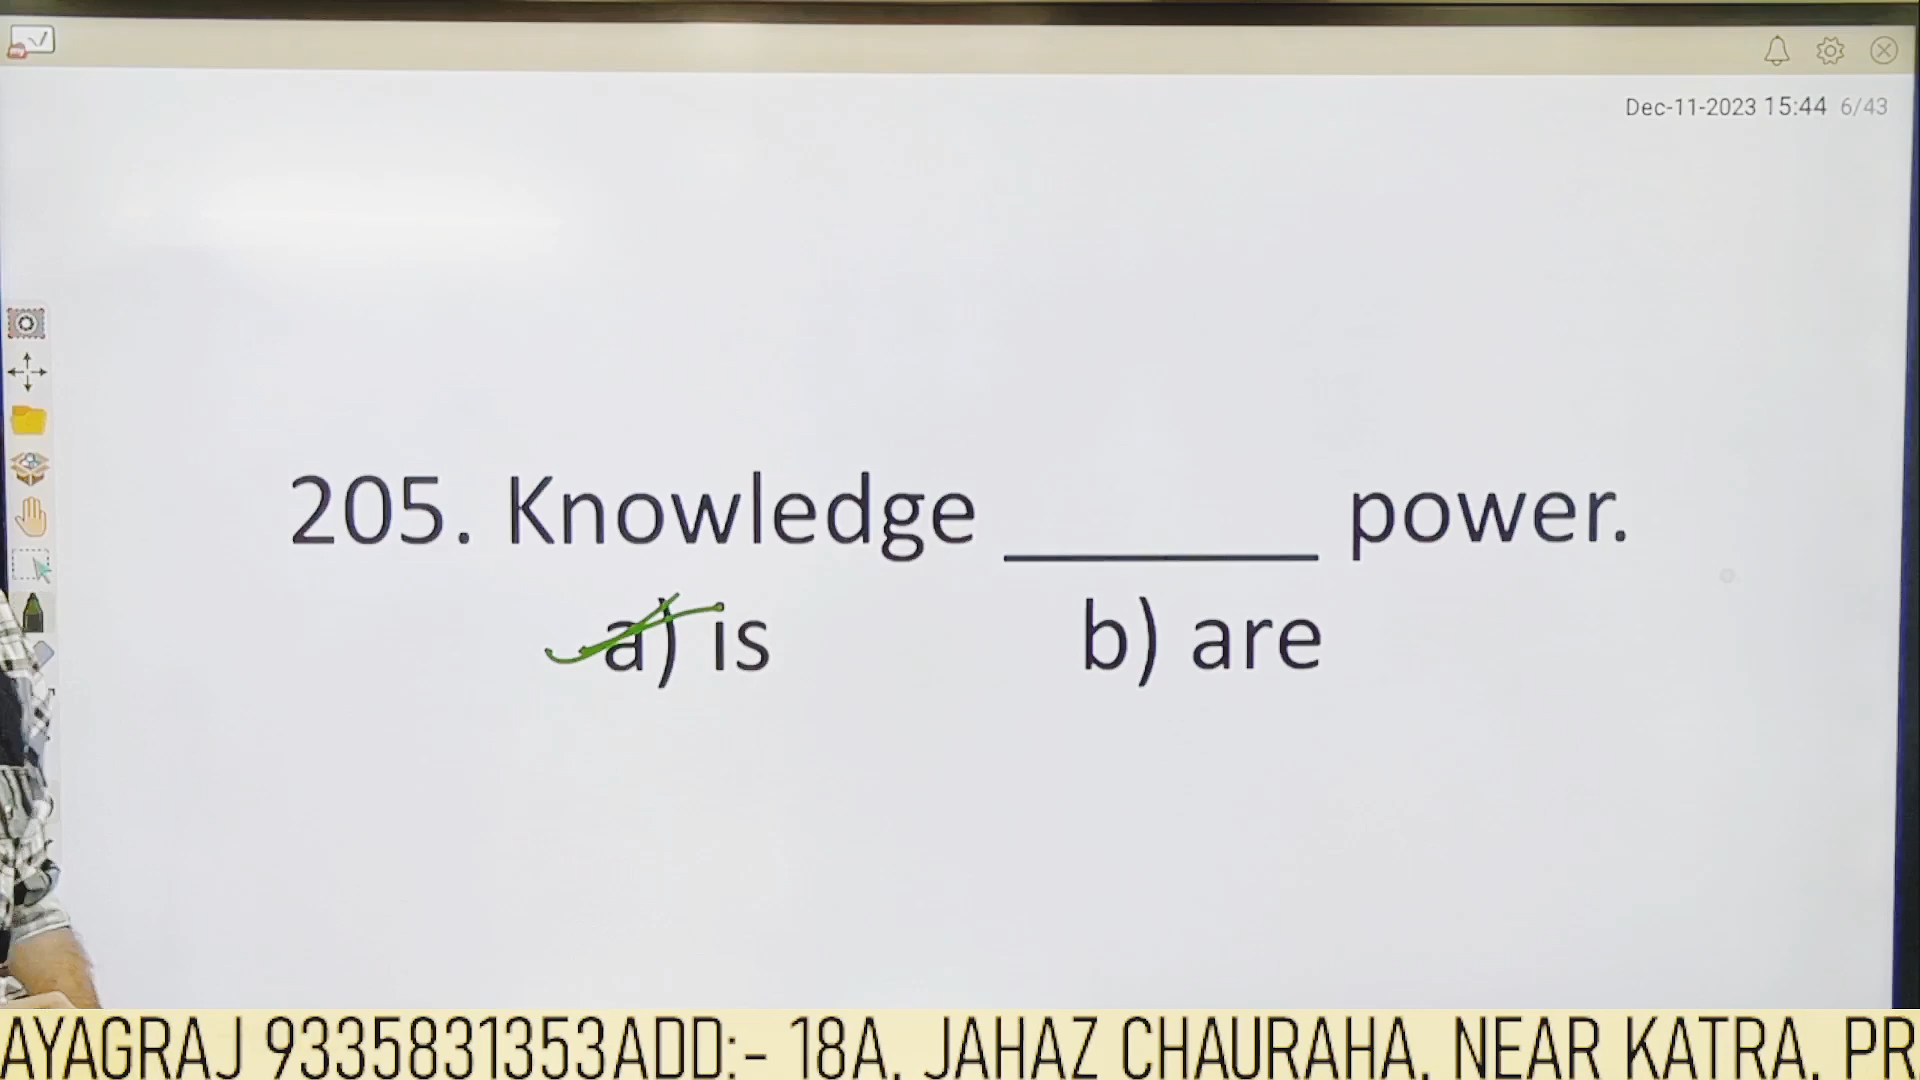 Dec-11-2023 15:44 6/43
205. Knowledge ________ power.
a) is b) are
AYAGRAJ 9335831353ADD:- 18A, JAHAZ CHAURAHA, NEAR KATRA, PR